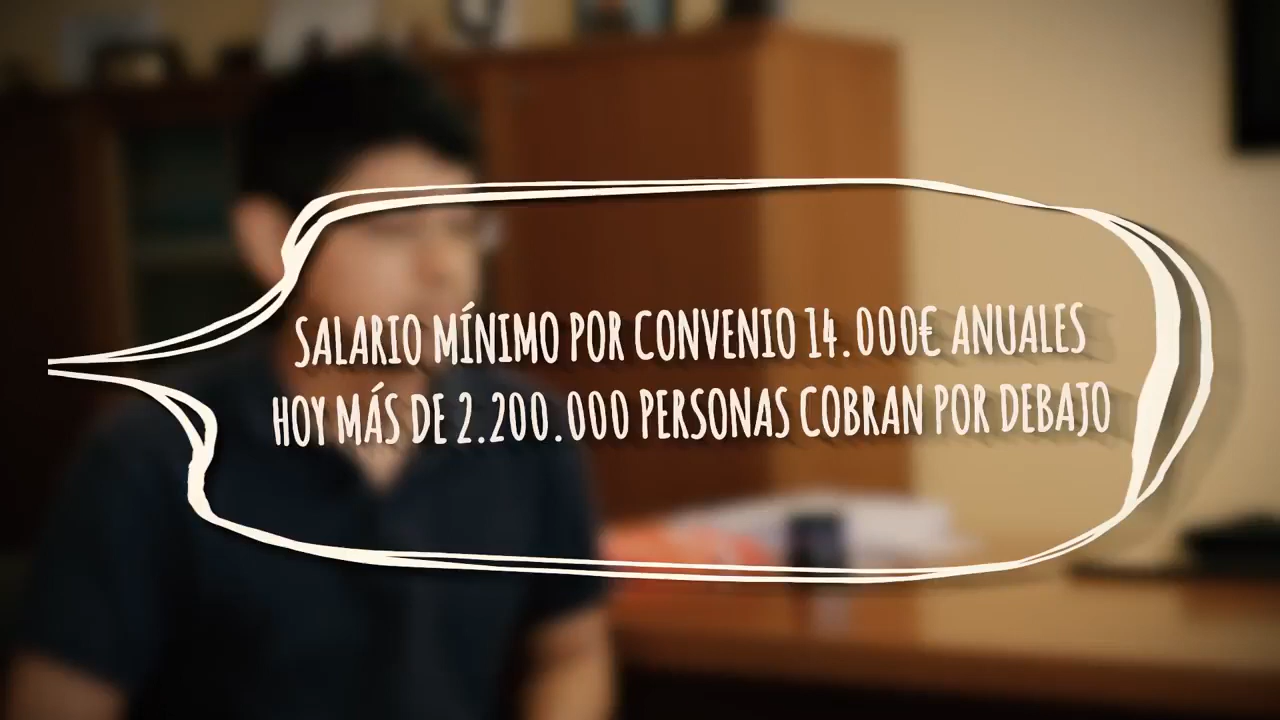 SALARIO MÍNIMO POR CONVENIO 14.000€ ANUALES
HOY MÁS DE 2.200.000 PERSONAS COBRAN POR DEBAJO